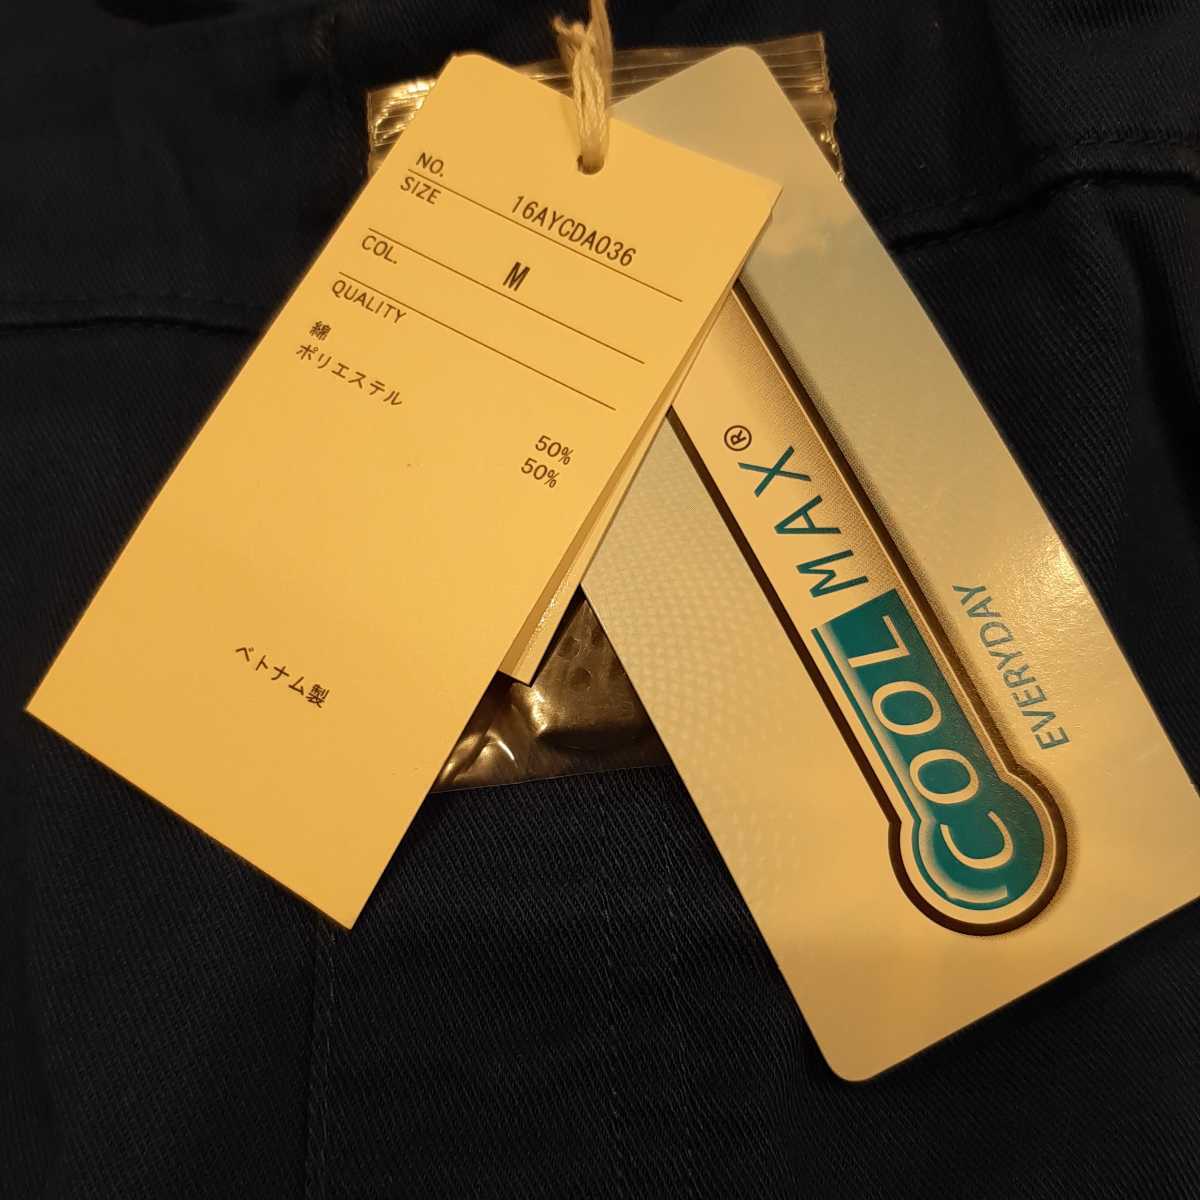 NO. 16AYCDA036
SIZE M
COL.
QUALITY
綿 50%
ポリエステル 50%
ベトナム製
COOLMAX®
EVERYDAY